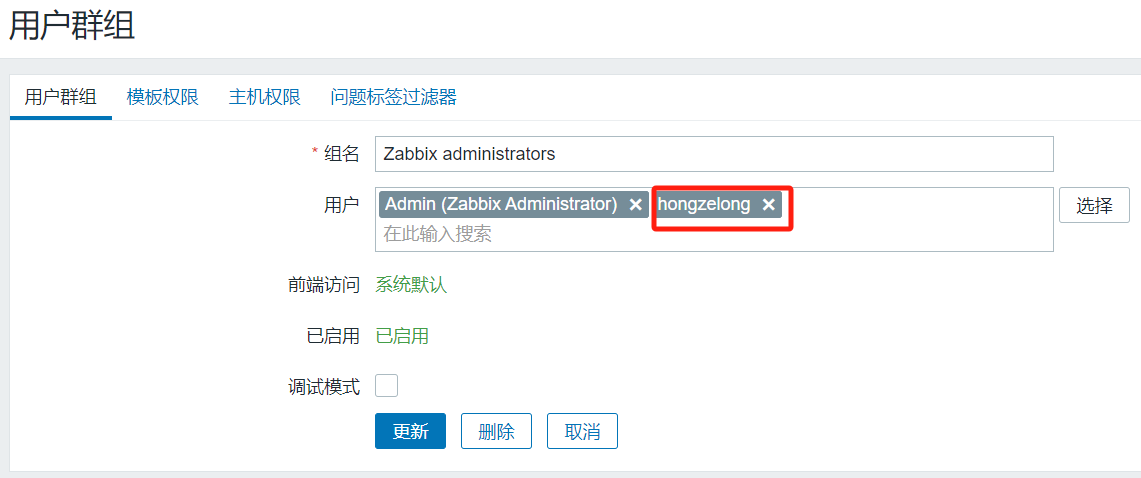 用户群组
用户群组 模板权限 主机权限 问题标签过滤器
* 组名 Zabbix administrators
用户 Admin (Zabbix Administrator) × hongzelong × 选择
在此输入搜索
前端访问 系统默认
已启用 已启用
调试模式
更新 删除 取消